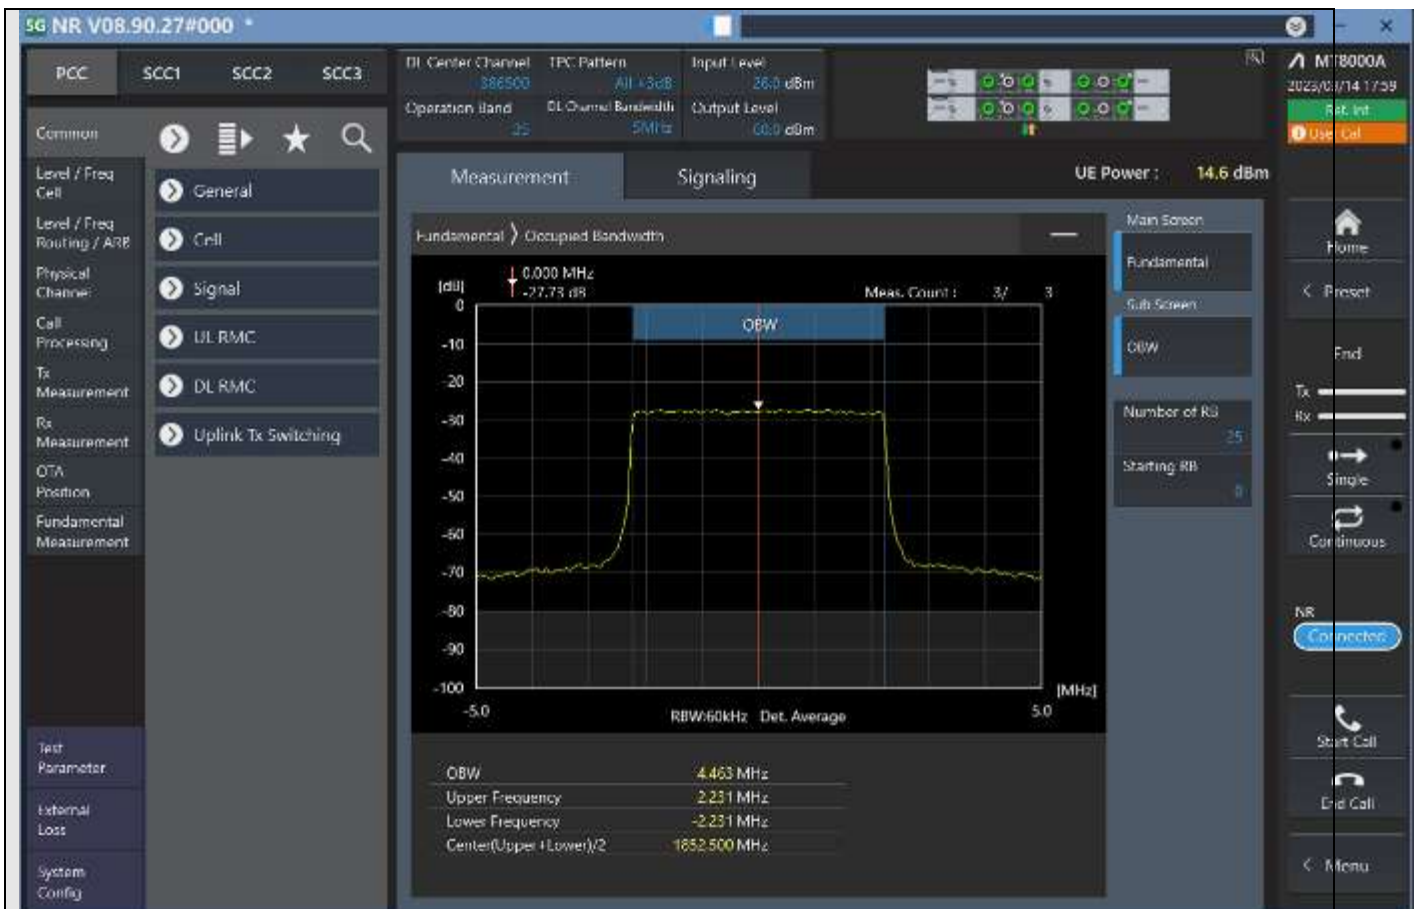 5G NR V08.90.27#000 *
PCC SCC1 SCC2 SCC3
DL Center Channel 386500
TPC Pattern All +3dB
Input Level 26.0 dBm
Operation Band 25
DL Channel Bandwidth 5MHz
Output Level -60.0 dBm
MT8000A
17:59
Ref. Int
User Cal
Common
Level / Freq
Cell
Level / Freq
Routing / ARB
Physical
Channel
Call
Processing
Tx
Measurement
Rx
Measurement
OTA
Position
Fundamental
Measurement
Test
Parameter
External
Loss
System
Config
General
Cell
Signal
UL RMC
DL RMC
Uplink Tx Switching
Measurement Signaling
UE Power : 14.6 dBm
Fundamental Occupied Bandwidth
[dB]
0.000 MHz
-27.73 dB
Meas. Count : 3/ 3
OBW
0
-10
-20
-30
-40
-50
-60
-70
-80
-90
-100
-5.0 5.0
[MHz]
RBW:60kHz Det. Average
OBW 4.463 MHz
Upper Frequency 2.231 MHz
Lower Frequency -2.231 MHz
Center(Upper+Lower)/2 1852.500 MHz
Main Screen
Fundamental
Sub Screen
OBW
Number of RB
25
Starting RB
0
Home
Preset
End
Tx
Rx
Single
Continuous
NR
Connected
Start Call
End Call
Menu